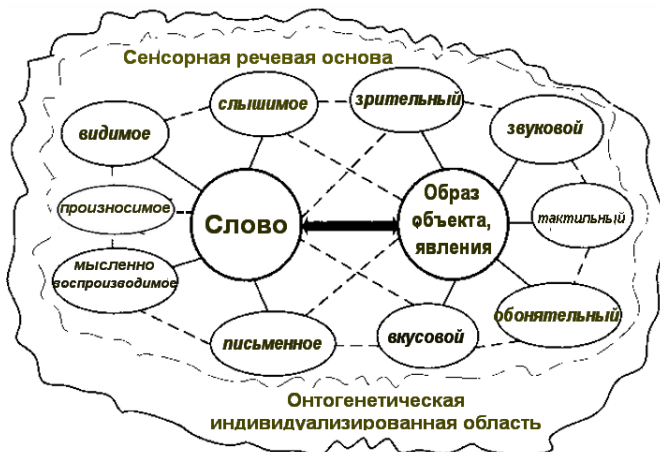 Сенсорная речевая основа
слышимое
зрительный
видимое
звуковой
произносимое
Слово
Образ
объекта,
явления
тактильный
мысленно
воспроизводимое
письменное
вкусовой
обонятельный
Онтогенетическая
индивидуализированная область